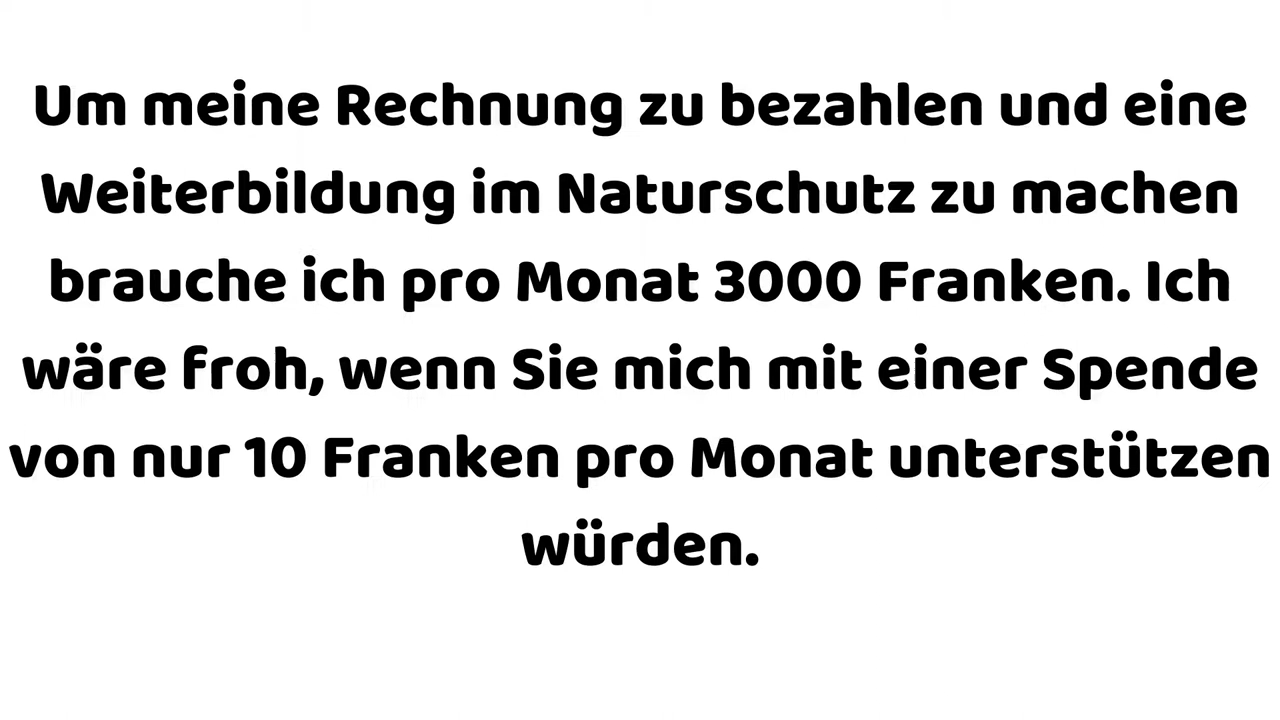 Um meine Rechnung zu bezahlen und eine
Weiterbildung im Naturschutz zu machen
brauche ich pro Monat 3000 Franken. Ich
wäre froh, wenn Sie mich mit einer Spende
von nur 10 Franken pro Monat unterstützen
würden.